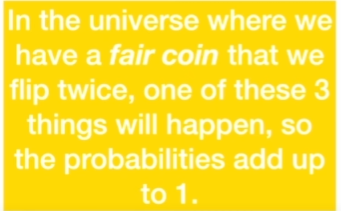 In the universe where we
have a fair coin that we
flip twice, one of these 3
things will happen, so
the probabilities add up
to 1.